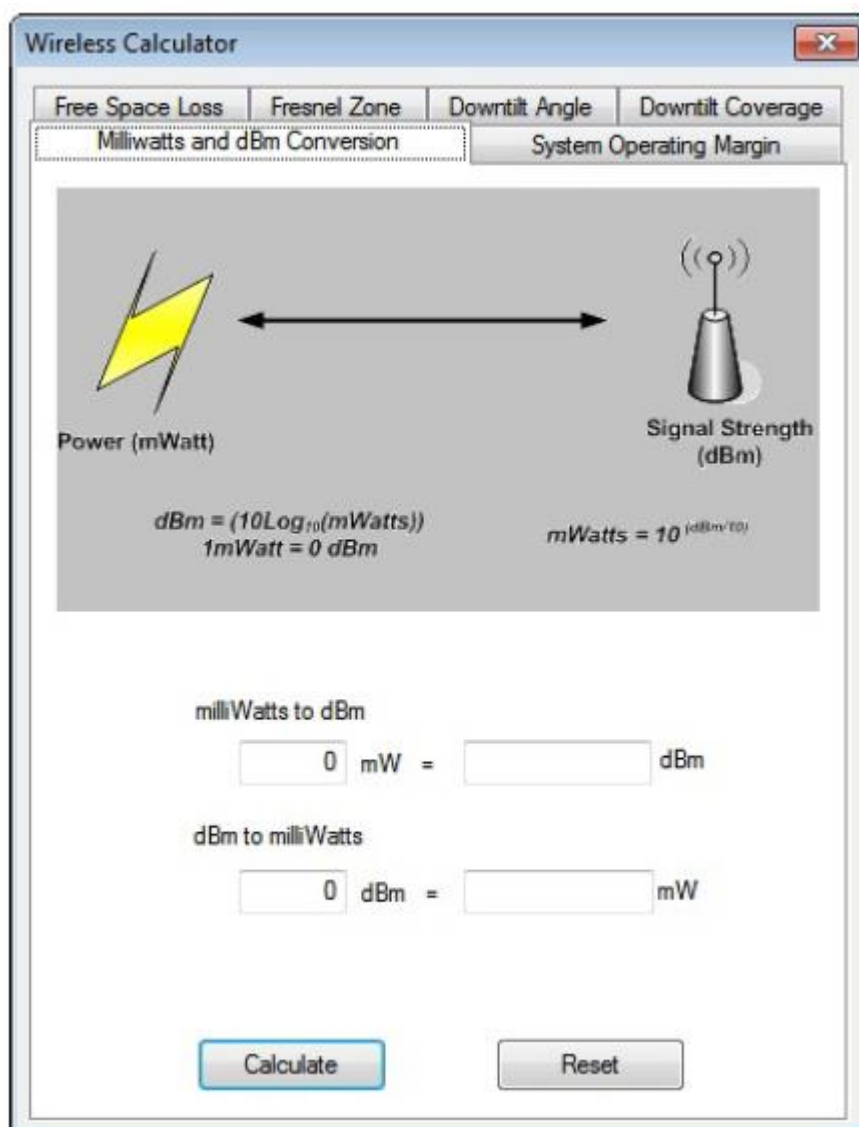 Wireless Calculator
Free Space Loss Fresnel Zone Downtilt Angle Downtilt Coverage
Milliwatts and dBm Conversion System Operating Margin
Power (mWatt)
Signal Strength
(dBm)
dBm = (10Log₁₀(mWatts))
1mWatt = 0 dBm
mWatts = 10 ⁽ᵈᴮᵐ/¹⁰⁾
milliWatts to dBm
0 mW = dBm
dBm to milliWatts
0 dBm = mW
Calculate Reset